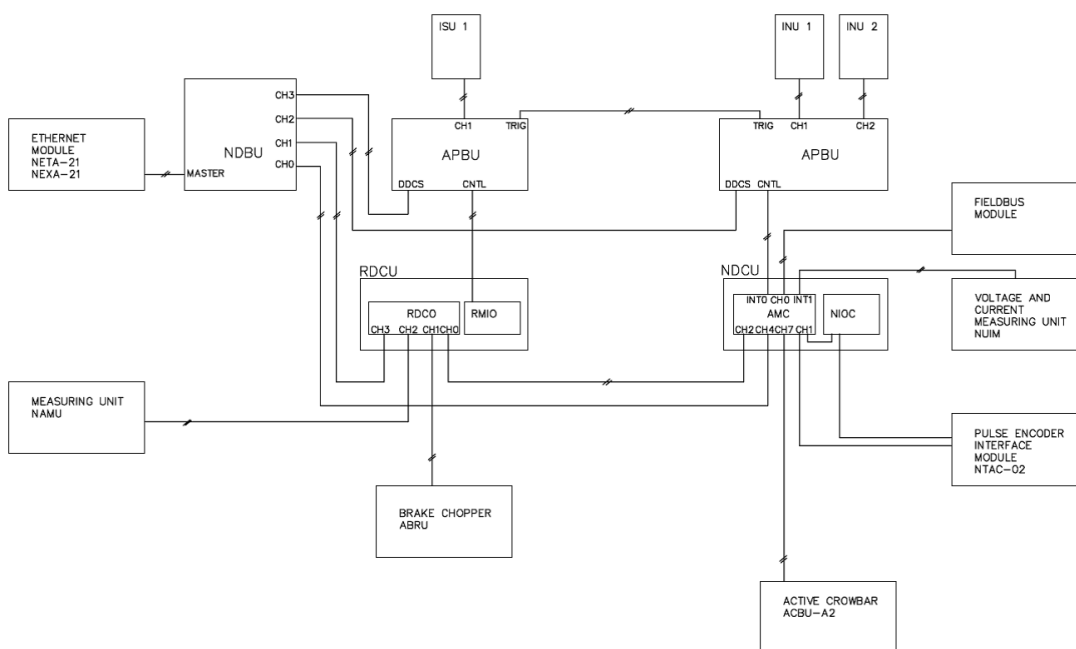 ISU 1
INU 1
INU 2
ETHERNET
MODULE
NETA-21
NEXA-21
NDBU
MASTER
CH3
CH2
CH1
CH0
CH1
TRIG
APBU
DDCS
CNTL
TRIG
CH1
CH2
APBU
DDCS
CNTL
FIELDBUS
MODULE
RDCU
RDCO
CH3
CH2
CH1
CH0
RMIO
NDCU
INT0
CH0
INT1
AMC
CH2
CH4
CH7
CH1
NIOC
VOLTAGE AND
CURRENT
MEASURING UNIT
NUIM
MEASURING UNIT
NAMU
PULSE ENCODER
INTERFACE
MODULE
NTAC-02
BRAKE CHOPPER
ABRU
ACTIVE CROWBAR
ACBU-A2